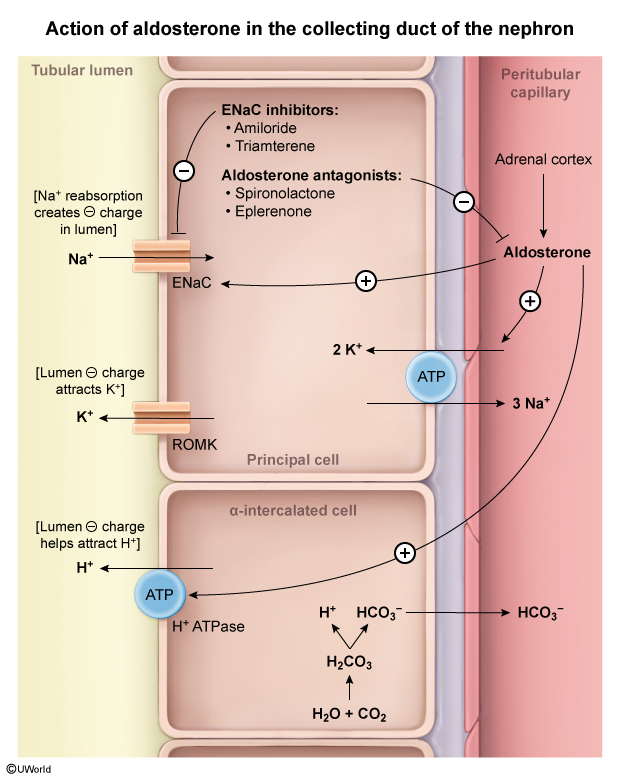 Action of aldosterone in the collecting duct of the nephron
Tubular lumen
Peritubular
capillary
ENaC inhibitors:
• Amiloride
• Triamterene
Adrenal cortex
Aldosterone antagonists:
• Spironolactone
• Eplerenone
[Na⁺ reabsorption
creates ⊖ charge
in lumen]
Na⁺
ENaC
Aldosterone
2 K⁺
ATP
3 Na⁺
[Lumen ⊖ charge
attracts K⁺]
K⁺
ROMK
Principal cell
α-intercalated cell
[Lumen ⊖ charge
helps attract H⁺]
H⁺
ATP
H⁺ ATPase
H⁺
HCO₃⁻
HCO₃⁻
H₂CO₃
H₂O + CO₂
©UWorld